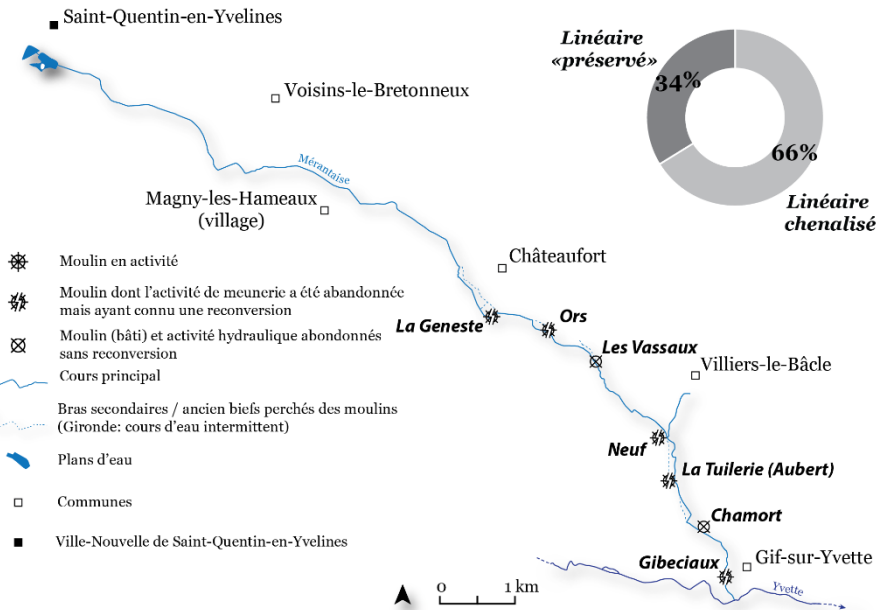 Saint-Quentin-en-Yvelines
Voisins-le-Bretonneux
Mérantaise
Magny-les-Hameaux
(village)
Châteaufort
La Geneste
Ors
Les Vassaux
Villiers-le-Bâcle
Neuf
La Tuilerie (Aubert)
Chamort
Gibeciaux
Gif-sur-Yvette
Yvette
Linéaire
«préservé»
34%
66%
Linéaire
chenalisé
Moulin en activité
Moulin dont l'activité de meunerie a été abandonnée
mais ayant connu une reconversion
Moulin (bâti) et activité hydraulique abondonnés
sans reconversion
Cours principal
Bras secondaires / ancien biefs perchés des moulins
(Gironde: cours d'eau intermittent)
Plans d'eau
Communes
Ville-Nouvelle de Saint-Quentin-en-Yvelines
0 1 km